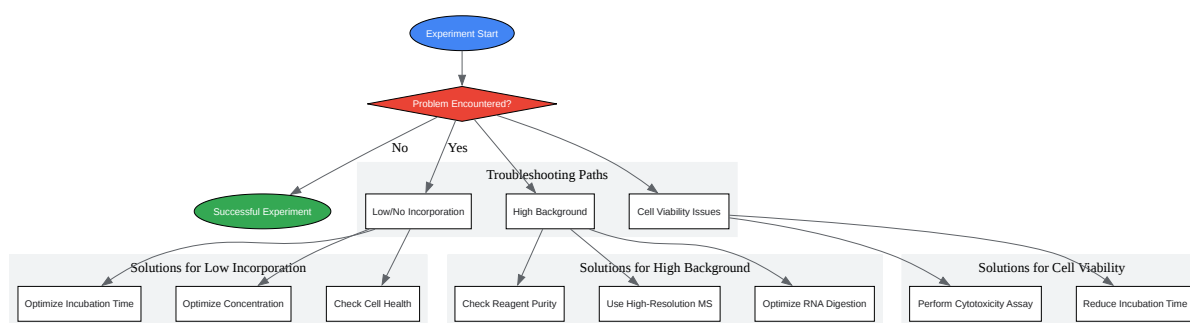 Experiment Start
Problem Encountered?
No
Yes
Troubleshooting Paths
Successful Experiment
Low/No Incorporation
High Background
Cell Viability Issues
Solutions for Low Incorporation
Solutions for High Background
Solutions for Cell Viability
Optimize Incubation Time
Optimize Concentration
Check Cell Health
Check Reagent Purity
Use High-Resolution MS
Optimize RNA Digestion
Perform Cytotoxicity Assay
Reduce Incubation Time